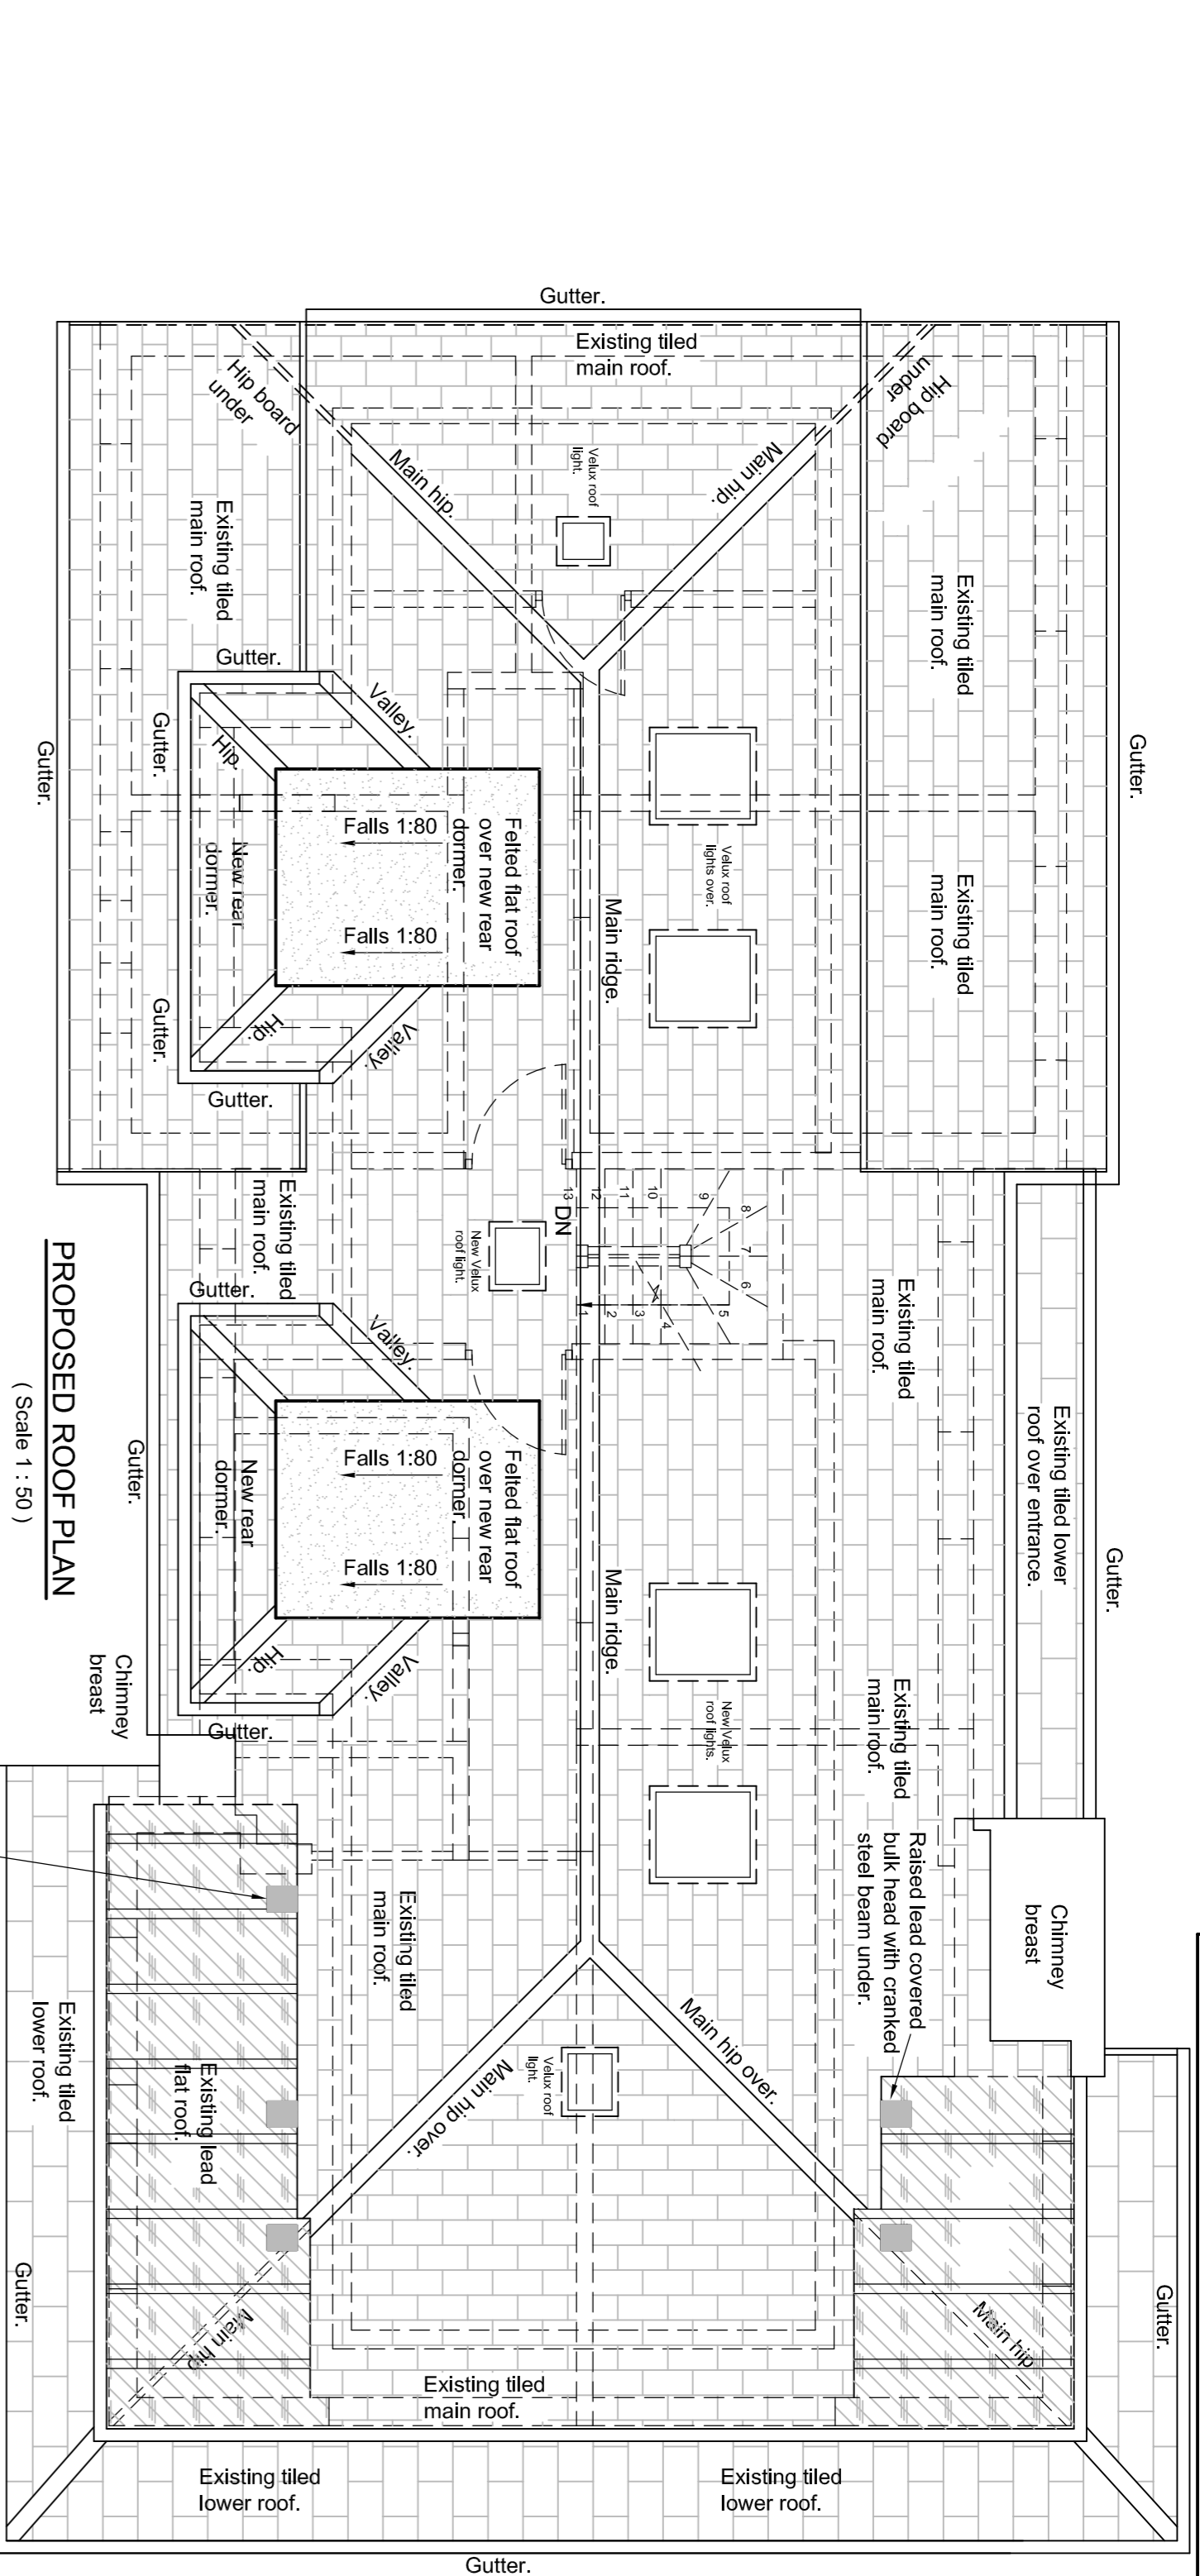 Gutter.
Existing tiled
main roof.
Hip board
under
Hip board
under
Main hip.
Main hip.
Velux roof
light.
Existing tiled
main roof.
Existing tiled
main roof.
Existing tiled
main roof.
Gutter.
Gutter.
Gutter.
Gutter.
Gutter.
Gutter.
Valley.
Hip.
New rear
dormer.
Falls 1:80
Falls 1:80
Felted flat roof
over new rear
dormer.
Main ridge.
Velux roof
lights over.
Hip.
Valley.
Existing tiled
main roof.
New Velux
roof light.
DN
13
12
11
10
9
8
7
6
5
4
3
2
1
Existing tiled
main roof.
Existing tiled lower
roof over entrance.
Gutter.
Gutter.
Valley.
New rear
dormer.
Falls 1:80
Falls 1:80
Felted flat roof
over new rear
dormer.
Main ridge.
Hip.
Valley.
Gutter.
Gutter.
PROPOSED ROOF PLAN
( Scale 1 : 50 )
Chimney
breast
New Velux
roof lights.
Existing tiled
main roof.
Raised lead covered
bulk head with cranked
steel beam under.
Chimney
breast
Existing tiled
main roof.
Main hip over.
Main hip over.
Velux roof
light.
Existing tiled
lower roof.
Existing lead
flat roof.
Gutter.
Gutter.
Main hip
Main hip
Existing tiled
main roof.
Existing tiled
lower roof.
Existing tiled
lower roof.
Gutter.